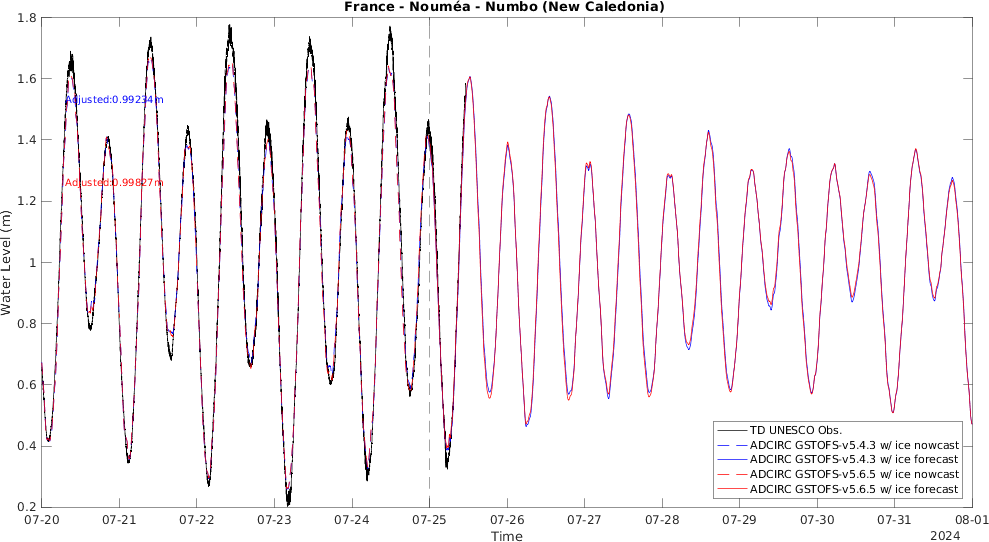 France - Nouméa - Numbo (New Caledonia)
Water Level (m)
1.8
1.6
1.4
1.2
1
0.8
0.6
0.4
0.2
Adjusted:0.99234m
Adjusted:0.99827m
TD UNESCO Obs.
ADCIRC GSTOFS-v5.4.3 w/ ice nowcast
ADCIRC GSTOFS-v5.4.3 w/ ice forecast
ADCIRC GSTOFS-v5.6.5 w/ ice nowcast
ADCIRC GSTOFS-v5.6.5 w/ ice forecast
07-20 07-21 07-22 07-23 07-24 07-25 07-26 07-27 07-28 07-29 07-30 07-31 08-01
Time
2024